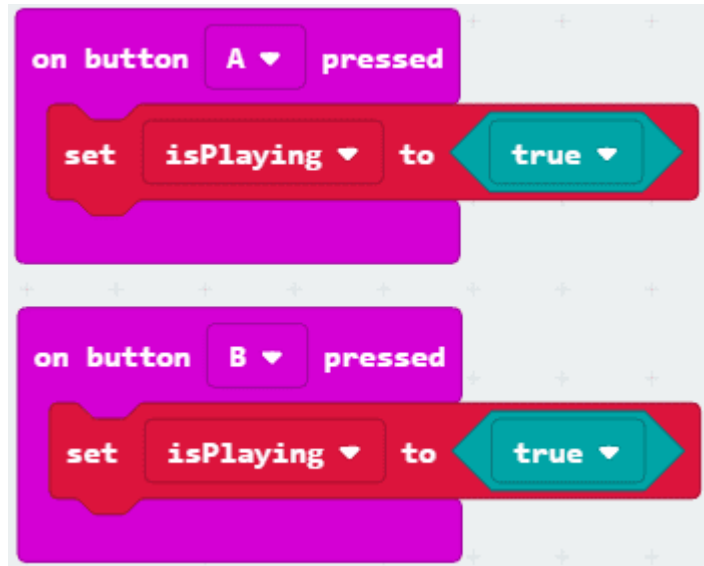 on button A pressed
set isPlaying to true
on button B pressed
set isPlaying to true